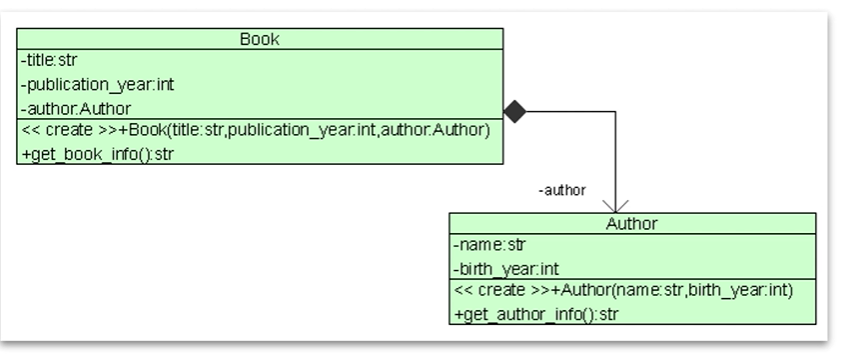 Book
-title:str
-publication_year:int
-author:Author
<< create >>+Book(title:str,publication_year:int,author:Author)
+get_book_info():str
-author
Author
-name:str
-birth_year:int
<< create >>+Author(name:str,birth_year:int)
+get_author_info():str